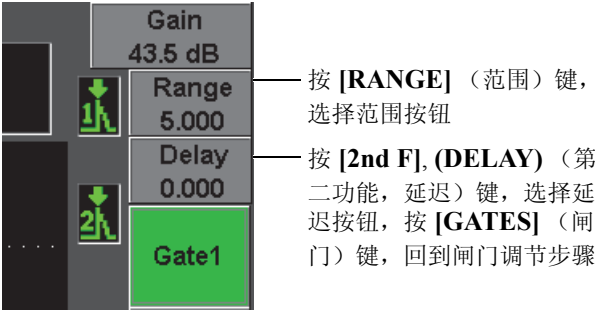 Gain
43.5 dB
Range
5.000
Delay
0.000
Gate1
1
2
按 [RANGE] （范围）键，
选择范围按钮
按 [2nd F], (DELAY) （第
二功能，延迟）键，选择延
迟按钮，按 [GATES] （闸
门）键，回到闸门调节步骤